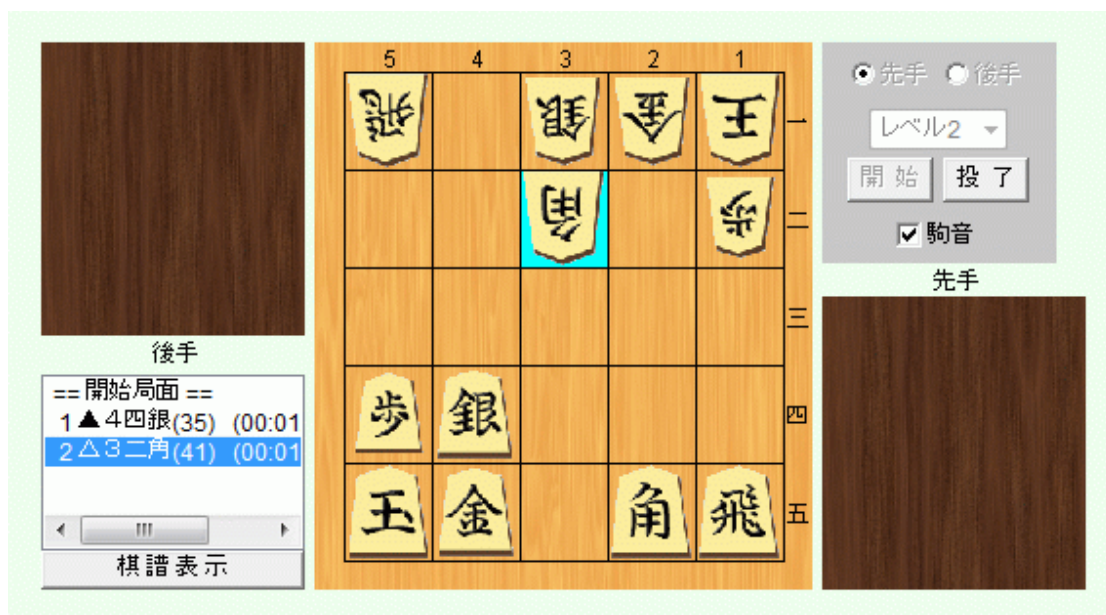 5 4 3 2 1
飛 銀 金 王 一
角 歩 二
三
歩 銀 四
玉 金 角 飛 五
後手
== 開始局面 ==
1 ▲4四銀(35) (00:01
2 △3二角(41) (00:01
棋譜表示
先手 後手
レベル2
開始 投了
駒音
先手